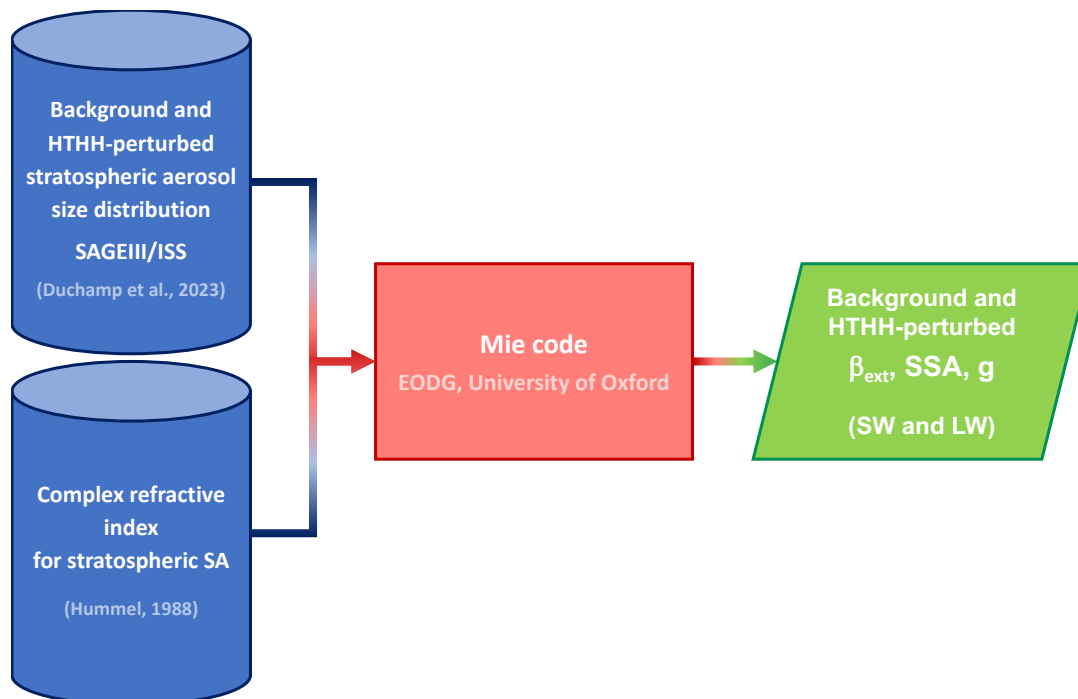 Background and
HTHH-perturbed
stratospheric aerosol
size distribution
SAGEIII/ISS
(Duchamp et al., 2023)
Complex refractive
index
for stratospheric SA
(Hummel, 1988)
Mie code
EODG, University of Oxford
Background and
HTHH-perturbed
βext, SSA, g
(SW and LW)